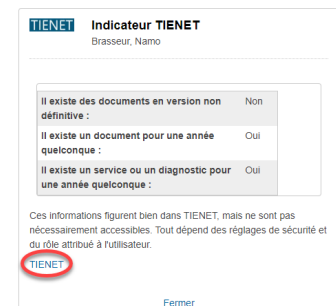 TIENET Indicateur TIENET
Brasseur, Namo
Il existe des documents en version non Non
définitive :
Il existe un document pour une année Oui
quelconque :
Il existe un service ou un diagnostic pour Oui
une année quelconque :
Ces informations figurent bien dans TIENET, mais ne sont pas
nécessairement accessibles. Tout dépend des réglages de sécurité et
du rôle attribué à l'utilisateur.
TIENET
Fermer